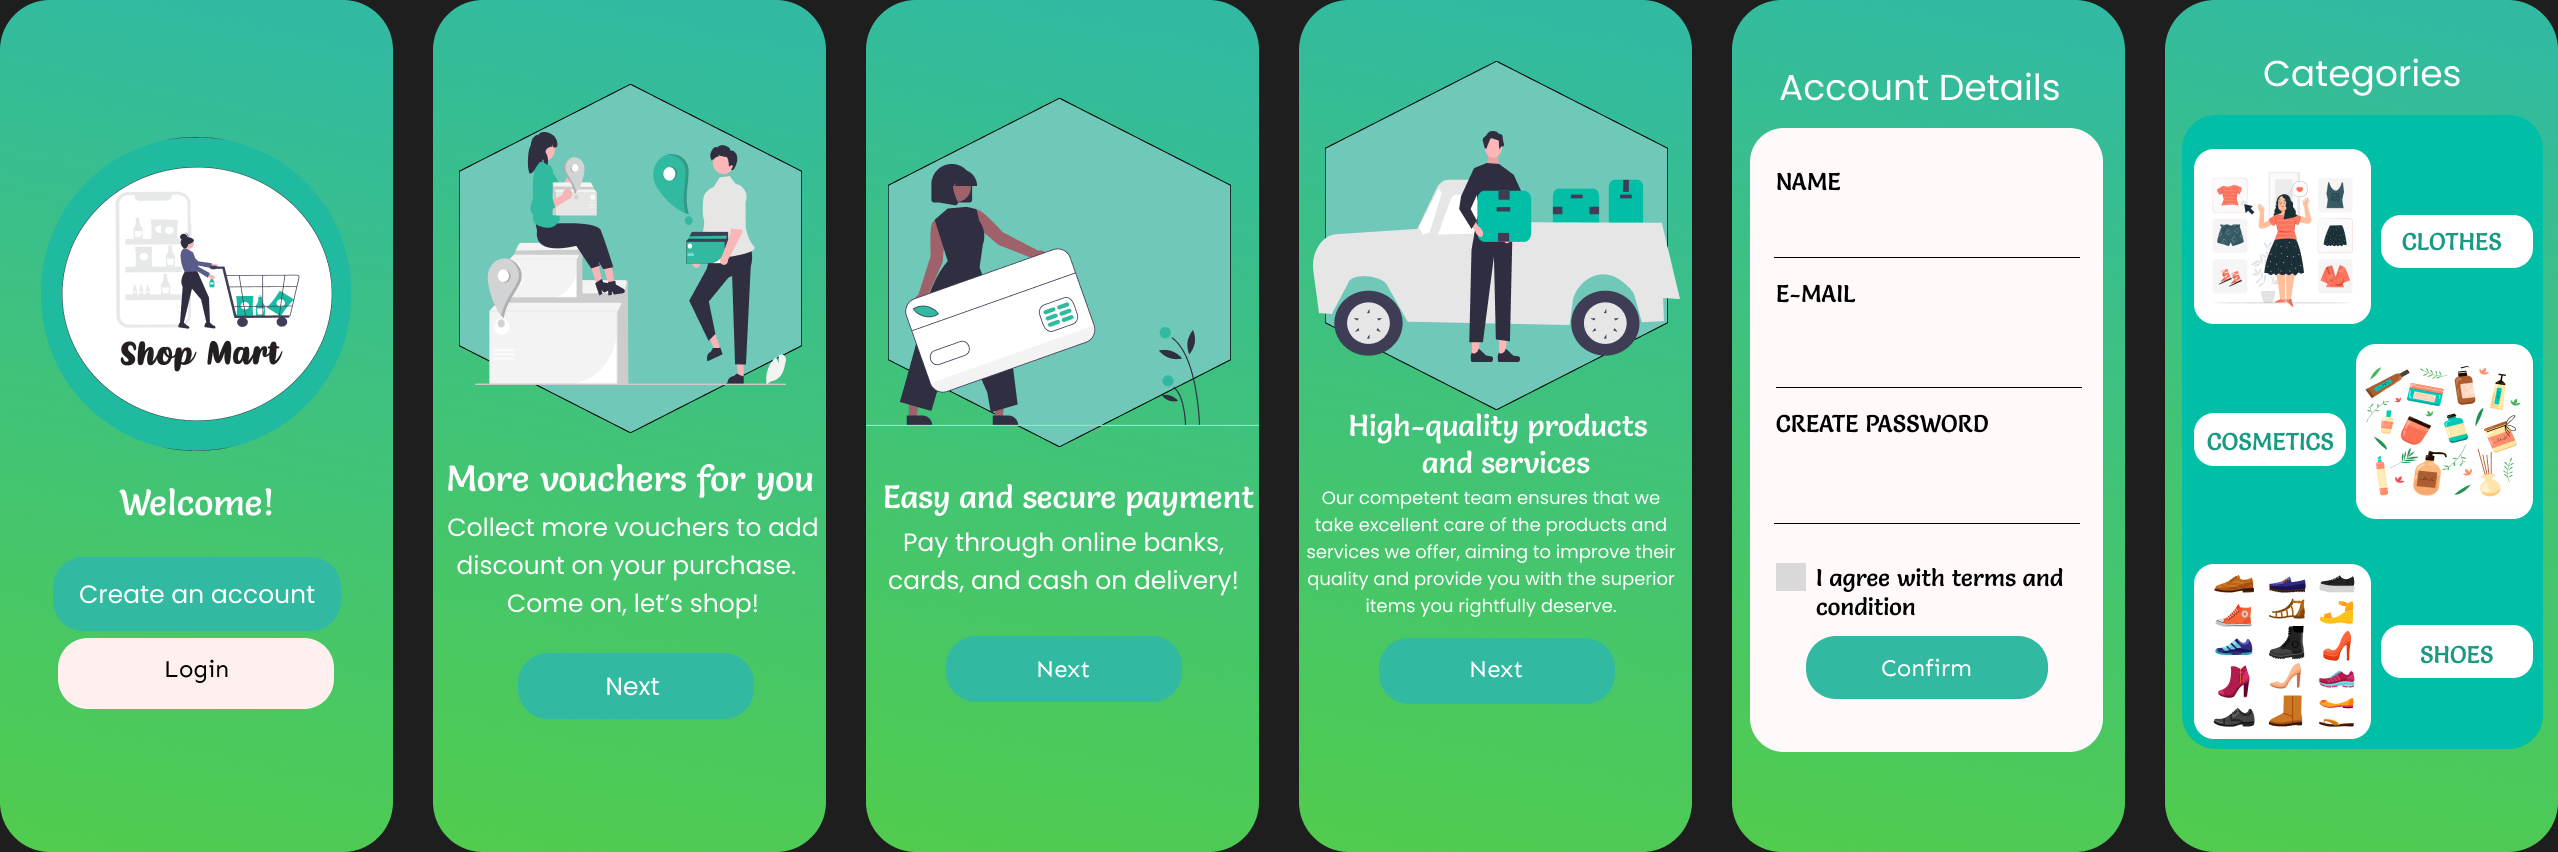 Shop Mart
Welcome!
Create an account
Login
More vouchers for you
Collect more vouchers to add
discount on your purchase.
Come on, let's shop!
Next
Easy and secure payment
Pay through online banks,
cards, and cash on delivery!
Next
High-quality products
and services
Our competent team ensures that we
take excellent care of the products and
services we offer, aiming to improve their
quality and provide you with the superior
items you rightfully deserve.
Next
Account Details
NAME
E-MAIL
CREATE PASSWORD
I agree with terms and
condition
Confirm
Categories
CLOTHES
COSMETICS
SHOES